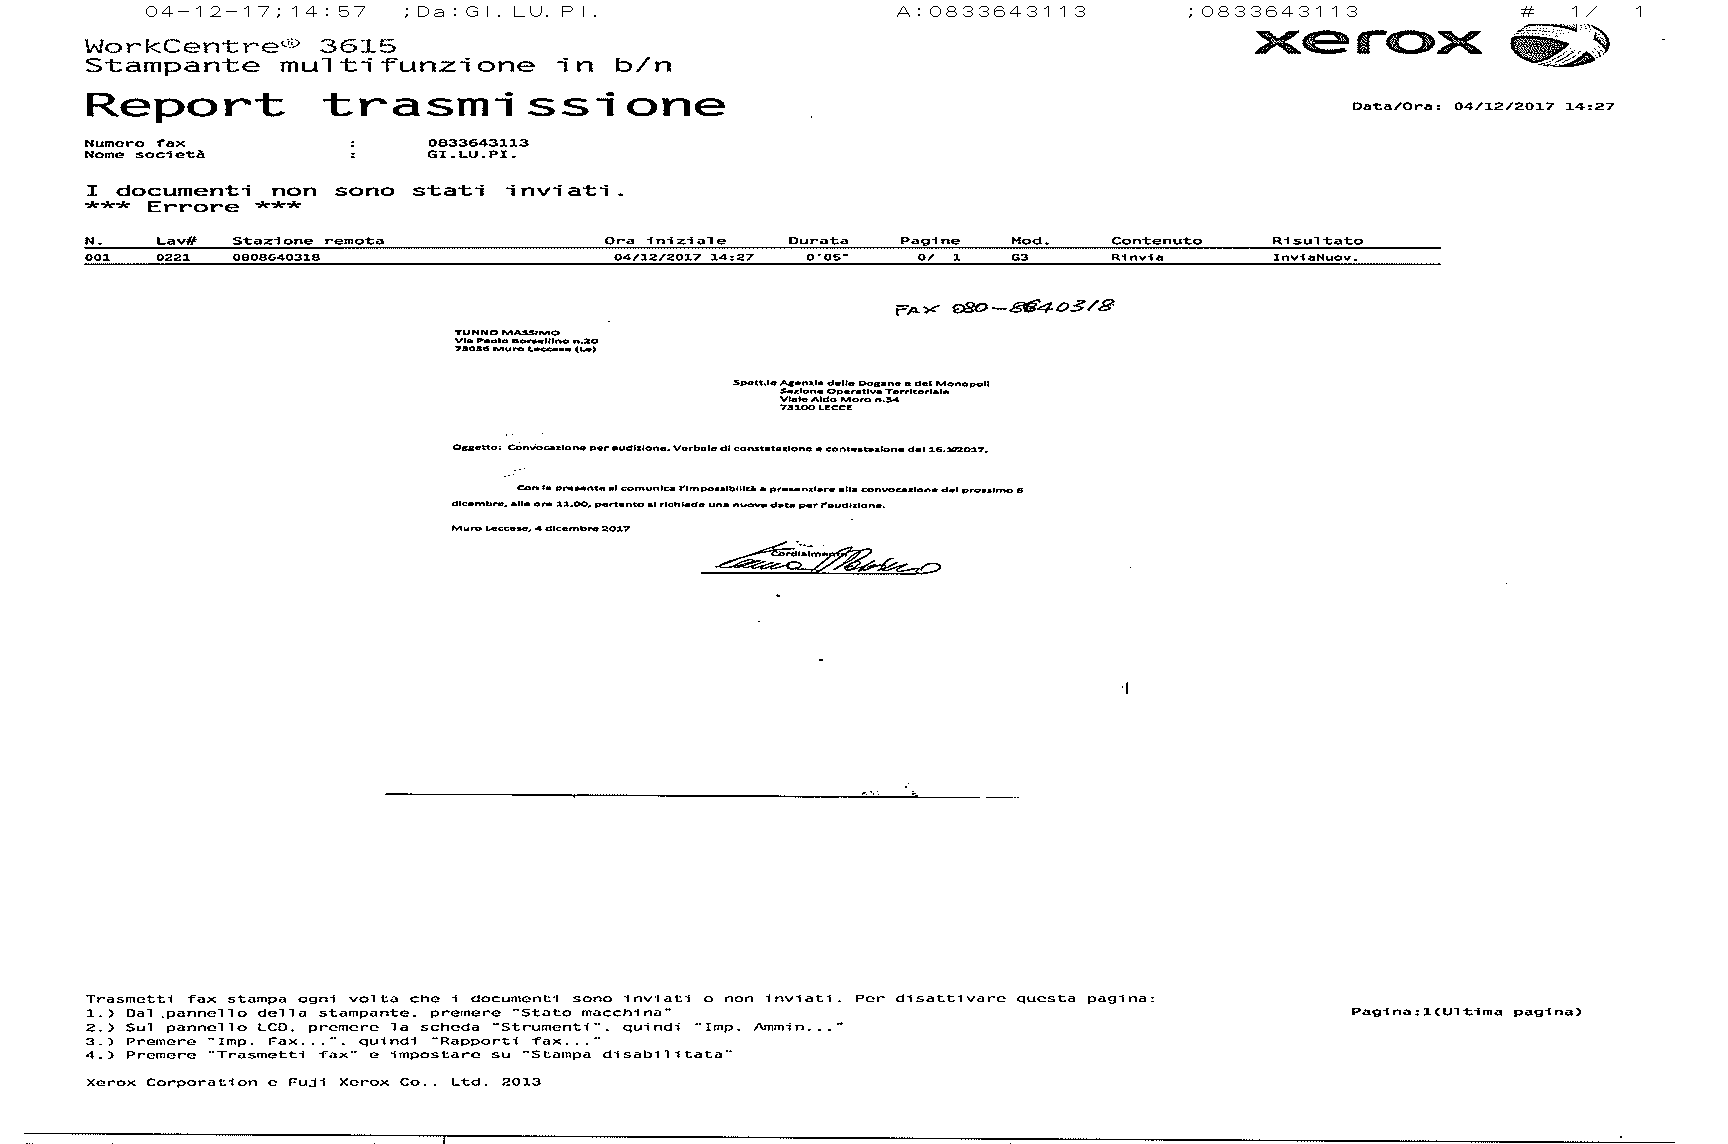 04-12-17;14:57 ;Da:GI.LU.PI. A:0833643113 ;0833643113 # 1/ 1
WorkCentre® 3615
Stampante multifunzione in b/n
xerox
Report trasmissione
Data/Ora: 04/12/2017 14:27
Numero fax : 0833643113
Nome società : GI.LU.PI.
I documenti non sono stati inviati.
*** Errore ***
N. Lav# Stazione remota Ora iniziale Durata Pagine Mod. Contenuto Risultato
001 0221 0808640318 04/12/2017 14:27 0'05" 0/ 1 G3 Rinvia InviaNuov.
FAX 080-8640318
TUNNO MASSIMO
Via Paolo Borsellino n.20
73036 Muro Leccese (Le)
Spett.le Agenzia delle Dogane e dei Monopoli
Sezione Operativa Territoriale
Viale Aldo Moro n.34
73100 LECCE
Oggetto: Convocazione per audizione. Verbale di constatazione e contestazione del
Con la presente si comunica l'impossibilità a presenziare alla convocazione del prossimo 6
dicembre, alle ore 11.00, pertanto si richiede una nuova data per l'audizione.
Muro Leccese, 4 dicembre 2017
Cordialmente
Trasmetti fax stampa ogni volta che i documenti sono inviati o non inviati. Per disattivare questa pagina:
1.) Dal pannello della stampante, premere "Stato macchina"
2.) Sul pannello LCD, premere la scheda "Strumenti", quindi "Imp. Ammin..."
3.) Premere "Imp. Fax...", quindi "Rapporti fax..."
4.) Premere "Trasmetti fax" e impostare su "Stampa disabilitata"
Pagina:1(Ultima pagina)
Xerox Corporation e Fuji Xerox Co., Ltd. 2013